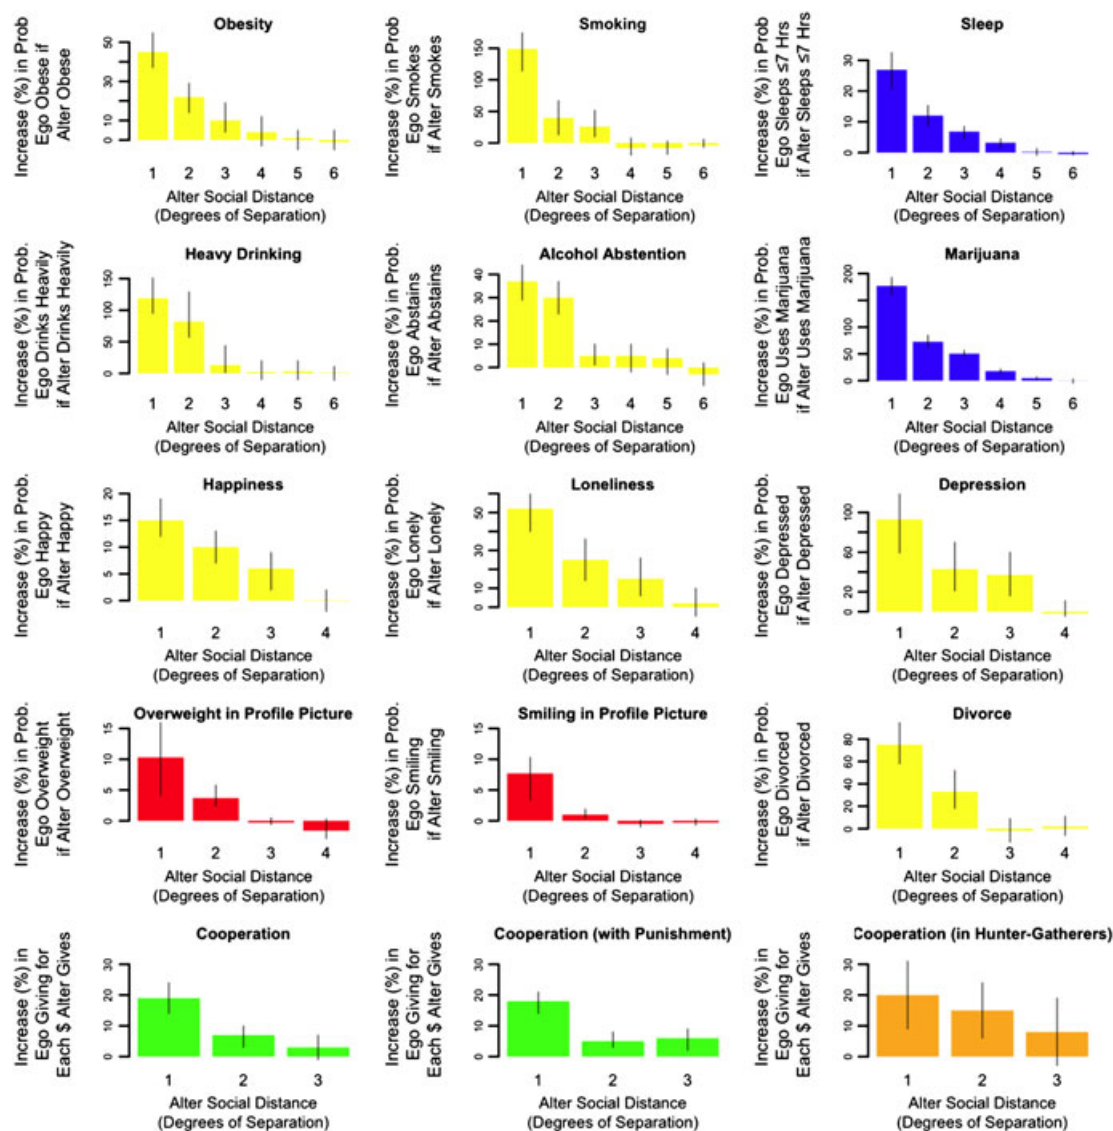 Obesity
Increase (%) in Prob
Ego Obese if
Alter Obese
0 10 30 50
1 2 3 4 5 6
Alter Social Distance
(Degrees of Separation)
Smoking
Increase (%) in Prob
Ego Smokes
if Alter Smokes
0 50 100 150
1 2 3 4 5 6
Alter Social Distance
(Degrees of Separation)
Sleep
Increase (%) in Prob
Ego Sleeps ≤7 Hrs
if Alter Sleeps ≤7 Hrs
0 10 20 30
1 2 3 4 5 6
Alter Social Distance
(Degrees of Separation)
Heavy Drinking
Increase (%) in Prob.
Ego Drinks Heavily
if Alter Drinks Heavily
0 50 100 150
1 2 3 4 5 6
Alter Social Distance
(Degrees of Separation)
Alcohol Abstention
Increase (%) in Prob.
Ego Abstains
if Alter Abstains
0 10 20 30 40
1 2 3 4 5 6
Alter Social Distance
(Degrees of Separation)
Marijuana
Increase (%) in Prob.
Ego Uses Marijuana
if Alter Uses Marijuana
0 50 100 200
1 2 3 4 5 6
Alter Social Distance
(Degrees of Separation)
Happiness
Increase (%) in Prob.
Ego Happy
if Alter Happy
0 5 10 15 20
1 2 3 4
Alter Social Distance
(Degrees of Separation)
Loneliness
Increase (%) in Prob.
Ego Lonely
if Alter Lonely
0 10 30 50
1 2 3 4
Alter Social Distance
(Degrees of Separation)
Depression
Increase (%) in Prob.
Ego Depressed
if Alter Depressed
0 20 60 100
1 2 3 4
Alter Social Distance
(Degrees of Separation)
Overweight in Profile Picture
Increase (%) in Prob.
Ego Overweight
if Alter Overweight
0 5 10 15
1 2 3 4
Alter Social Distance
(Degrees of Separation)
Smiling in Profile Picture
Increase (%) in Prob.
Ego Smiling
if Alter Smiling
0 5 10 15
1 2 3 4
Alter Social Distance
(Degrees of Separation)
Divorce
Increase (%) in Prob.
Ego Divorced
if Alter Divorced
0 20 40 60 80
1 2 3 4
Alter Social Distance
(Degrees of Separation)
Cooperation
Increase (%) in
Ego Giving for
Each $ Alter Gives
0 10 20 30
1 2 3
Alter Social Distance
(Degrees of Separation)
Cooperation (with Punishment)
Increase (%) in
Ego Giving for
Each $ Alter Gives
0 10 20 30
1 2 3
Alter Social Distance
(Degrees of Separation)
Cooperation (in Hunter-Gatherers)
Increase (%) in
Ego Giving for
Each $ Alter Gives
0 10 20 30
1 2 3
Alter Social Distance
(Degrees of Separation)